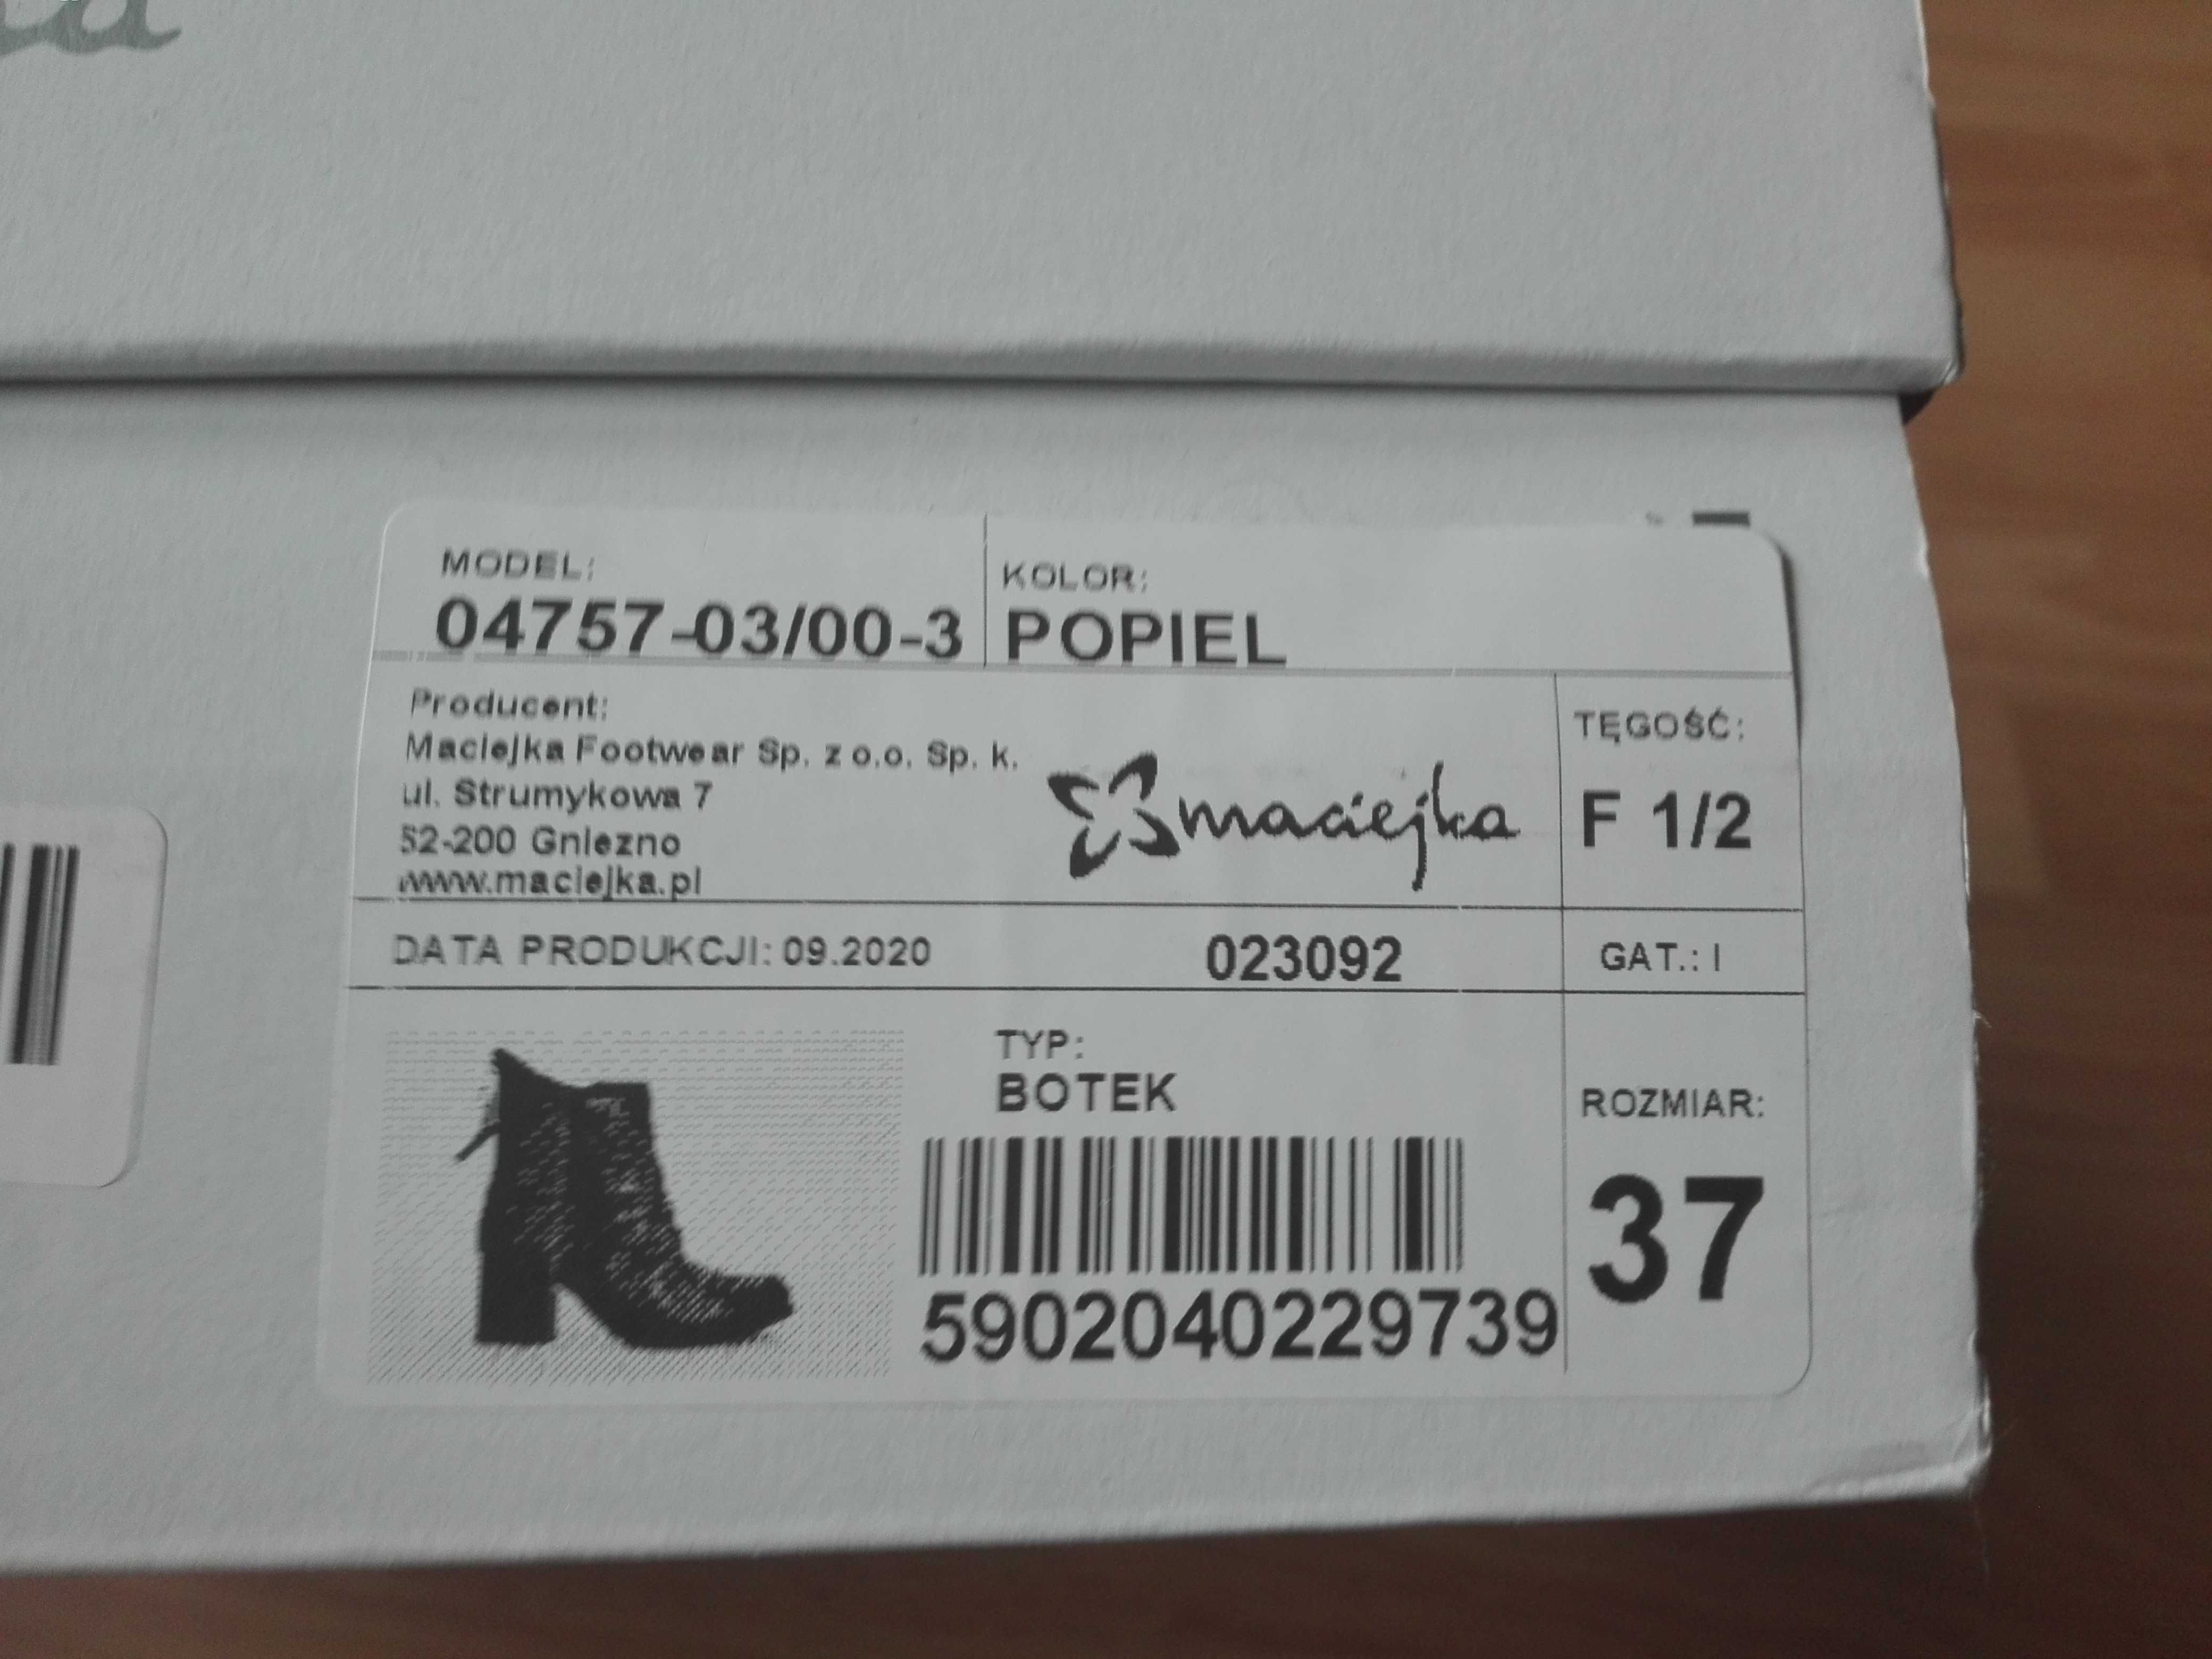 MODEL:
04757-03/00-3
KOLOR:
POPIEL
Producent:
Maciejka Footwear Sp. z o.o. Sp. k.
ul. Strumykowa 7
62-200 Gniezno
www.maciejka.pl
maciejka
TĘGOŚĆ:
F 1/2
DATA PRODUKCJI: 09.2020
023092
GAT.: I
TYP:
BOTEK
5902040229739
ROZMIAR:
37